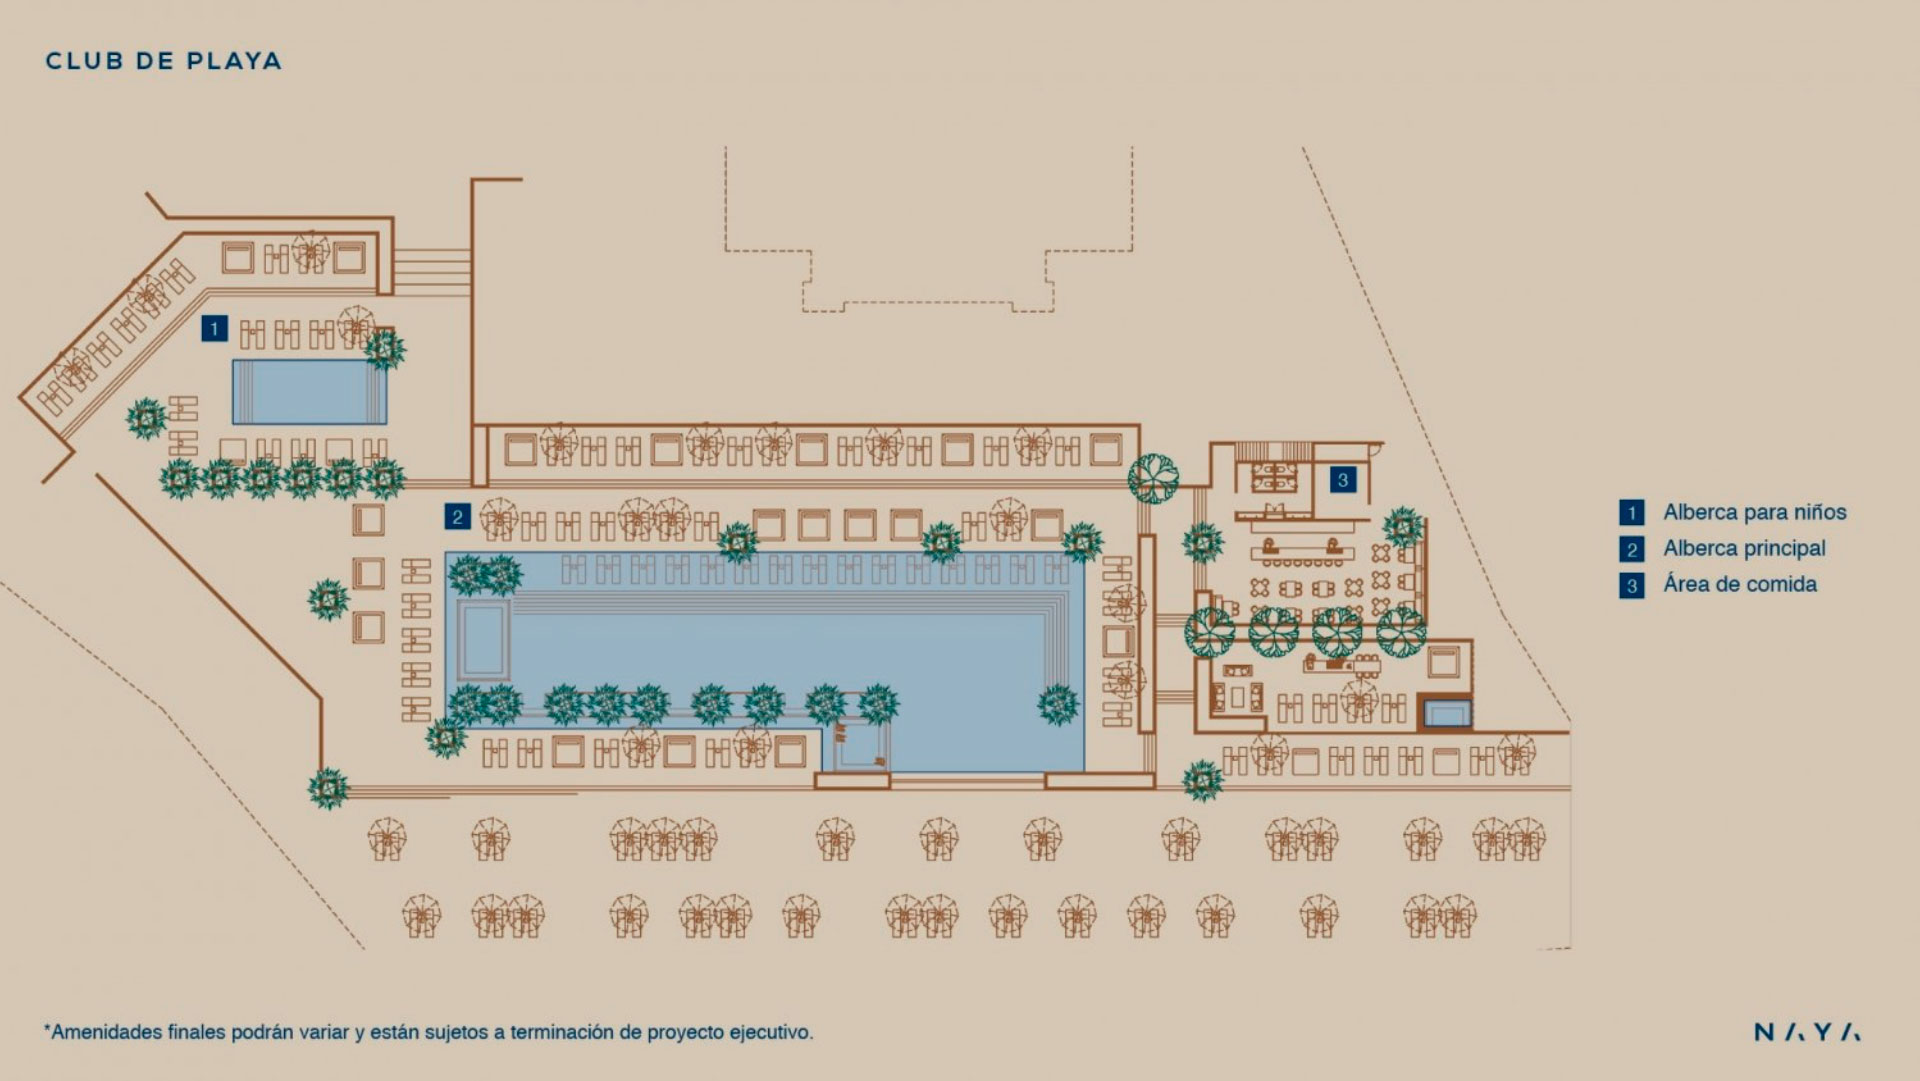 CLUB DE PLAYA
1
2
3
1 Alberca para niños
2 Alberca principal
3 Área de comida
*Amenidades finales podrán variar y están sujetos a terminación de proyecto ejecutivo.
NAYA